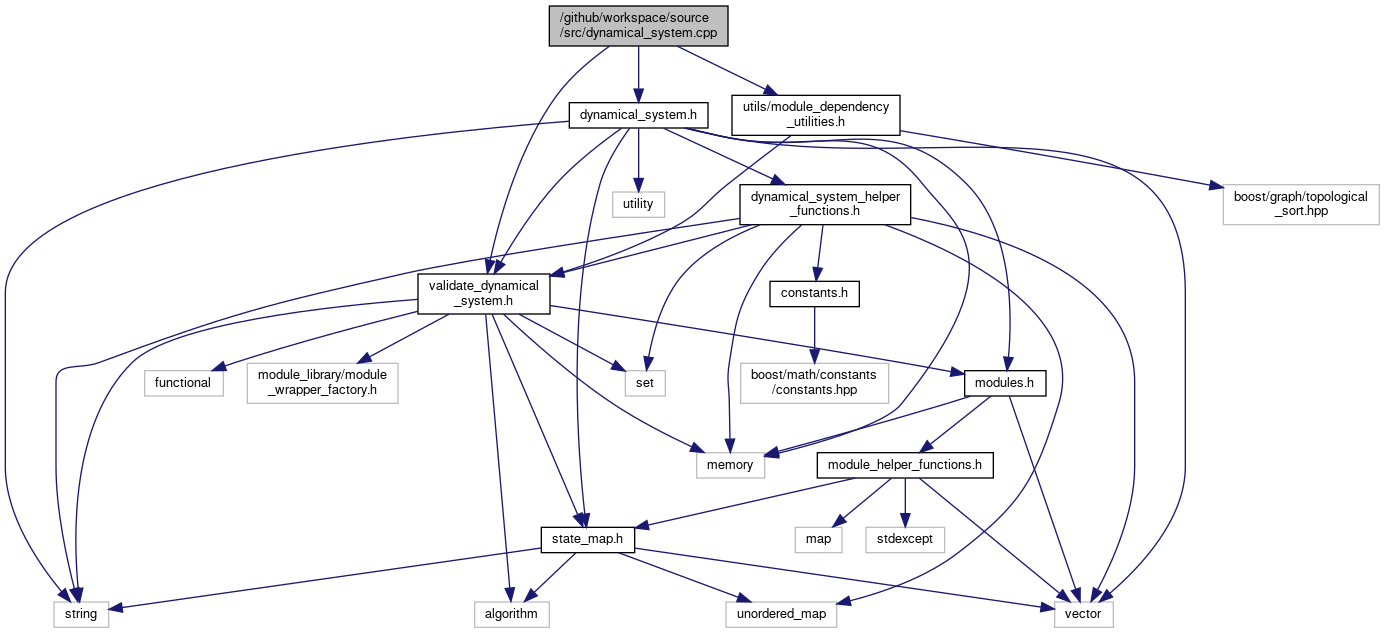 /github/workspace/source
/src/dynamical_system.cpp
dynamical_system.h
utils/module_dependency
_utilities.h
utility
dynamical_system_helper
_functions.h
boost/graph/topological
_sort.hpp
validate_dynamical
_system.h
constants.h
functional
module_library/module
_wrapper_factory.h
set
boost/math/constants
/constants.hpp
modules.h
memory
module_helper_functions.h
state_map.h
map
stdexcept
string
algorithm
unordered_map
vector